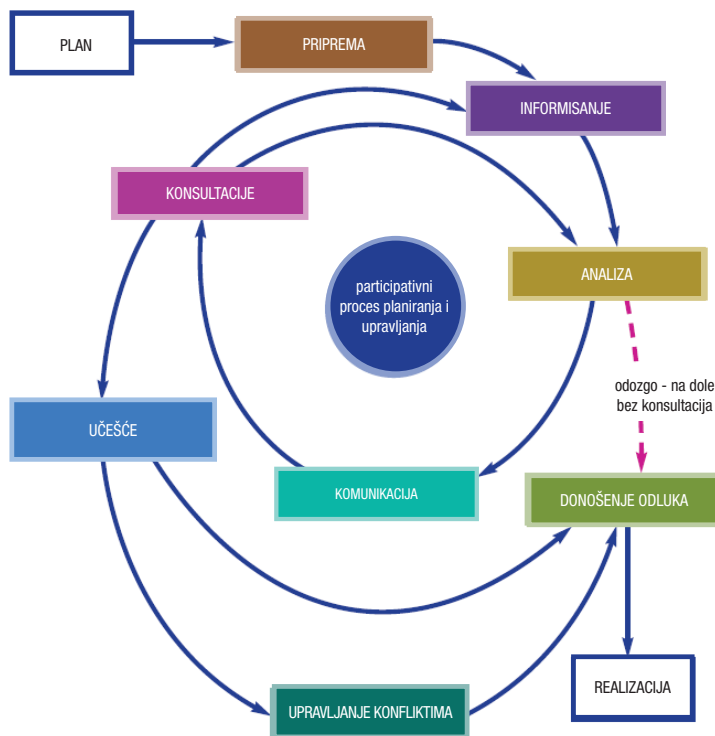 PLAN
PRIPREMA
INFORMISANJE
KONSULTACIJE
ANALIZA
participativni
proces planiranja i
upravljanja
odozgo - na dole
bez konsultacija
UČEŠĆE
KOMUNIKACIJA
DONOŠENJE ODLUKA
REALIZACIJA
UPRAVLJANJE KONFLIKTIMA